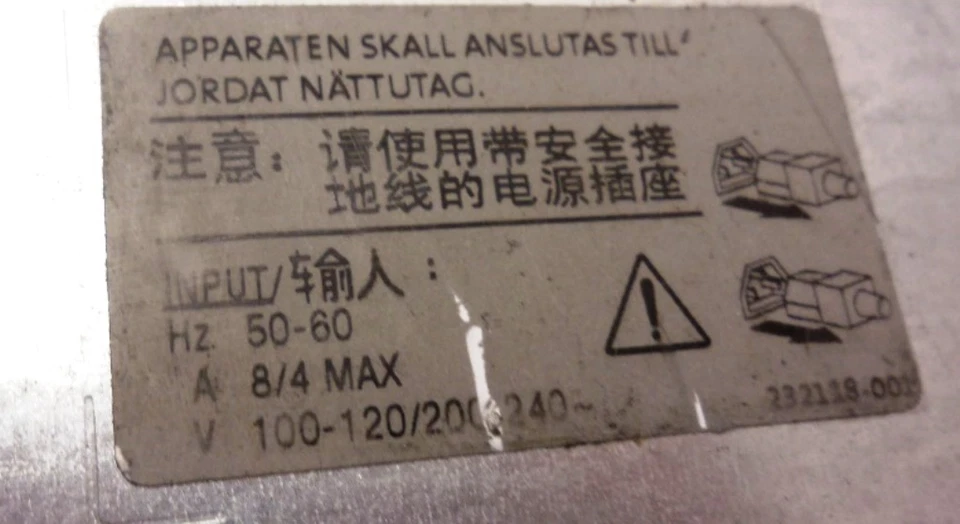 APPARATEN SKALL ANSLUTAS TILL
JORDAT NÄTTUTAG.
注意：请使用带安全接
地线的电源插座
INPUT/输入：
Hz 50-60
A 8/4 MAX
V 100-120/200-240~
232118-001